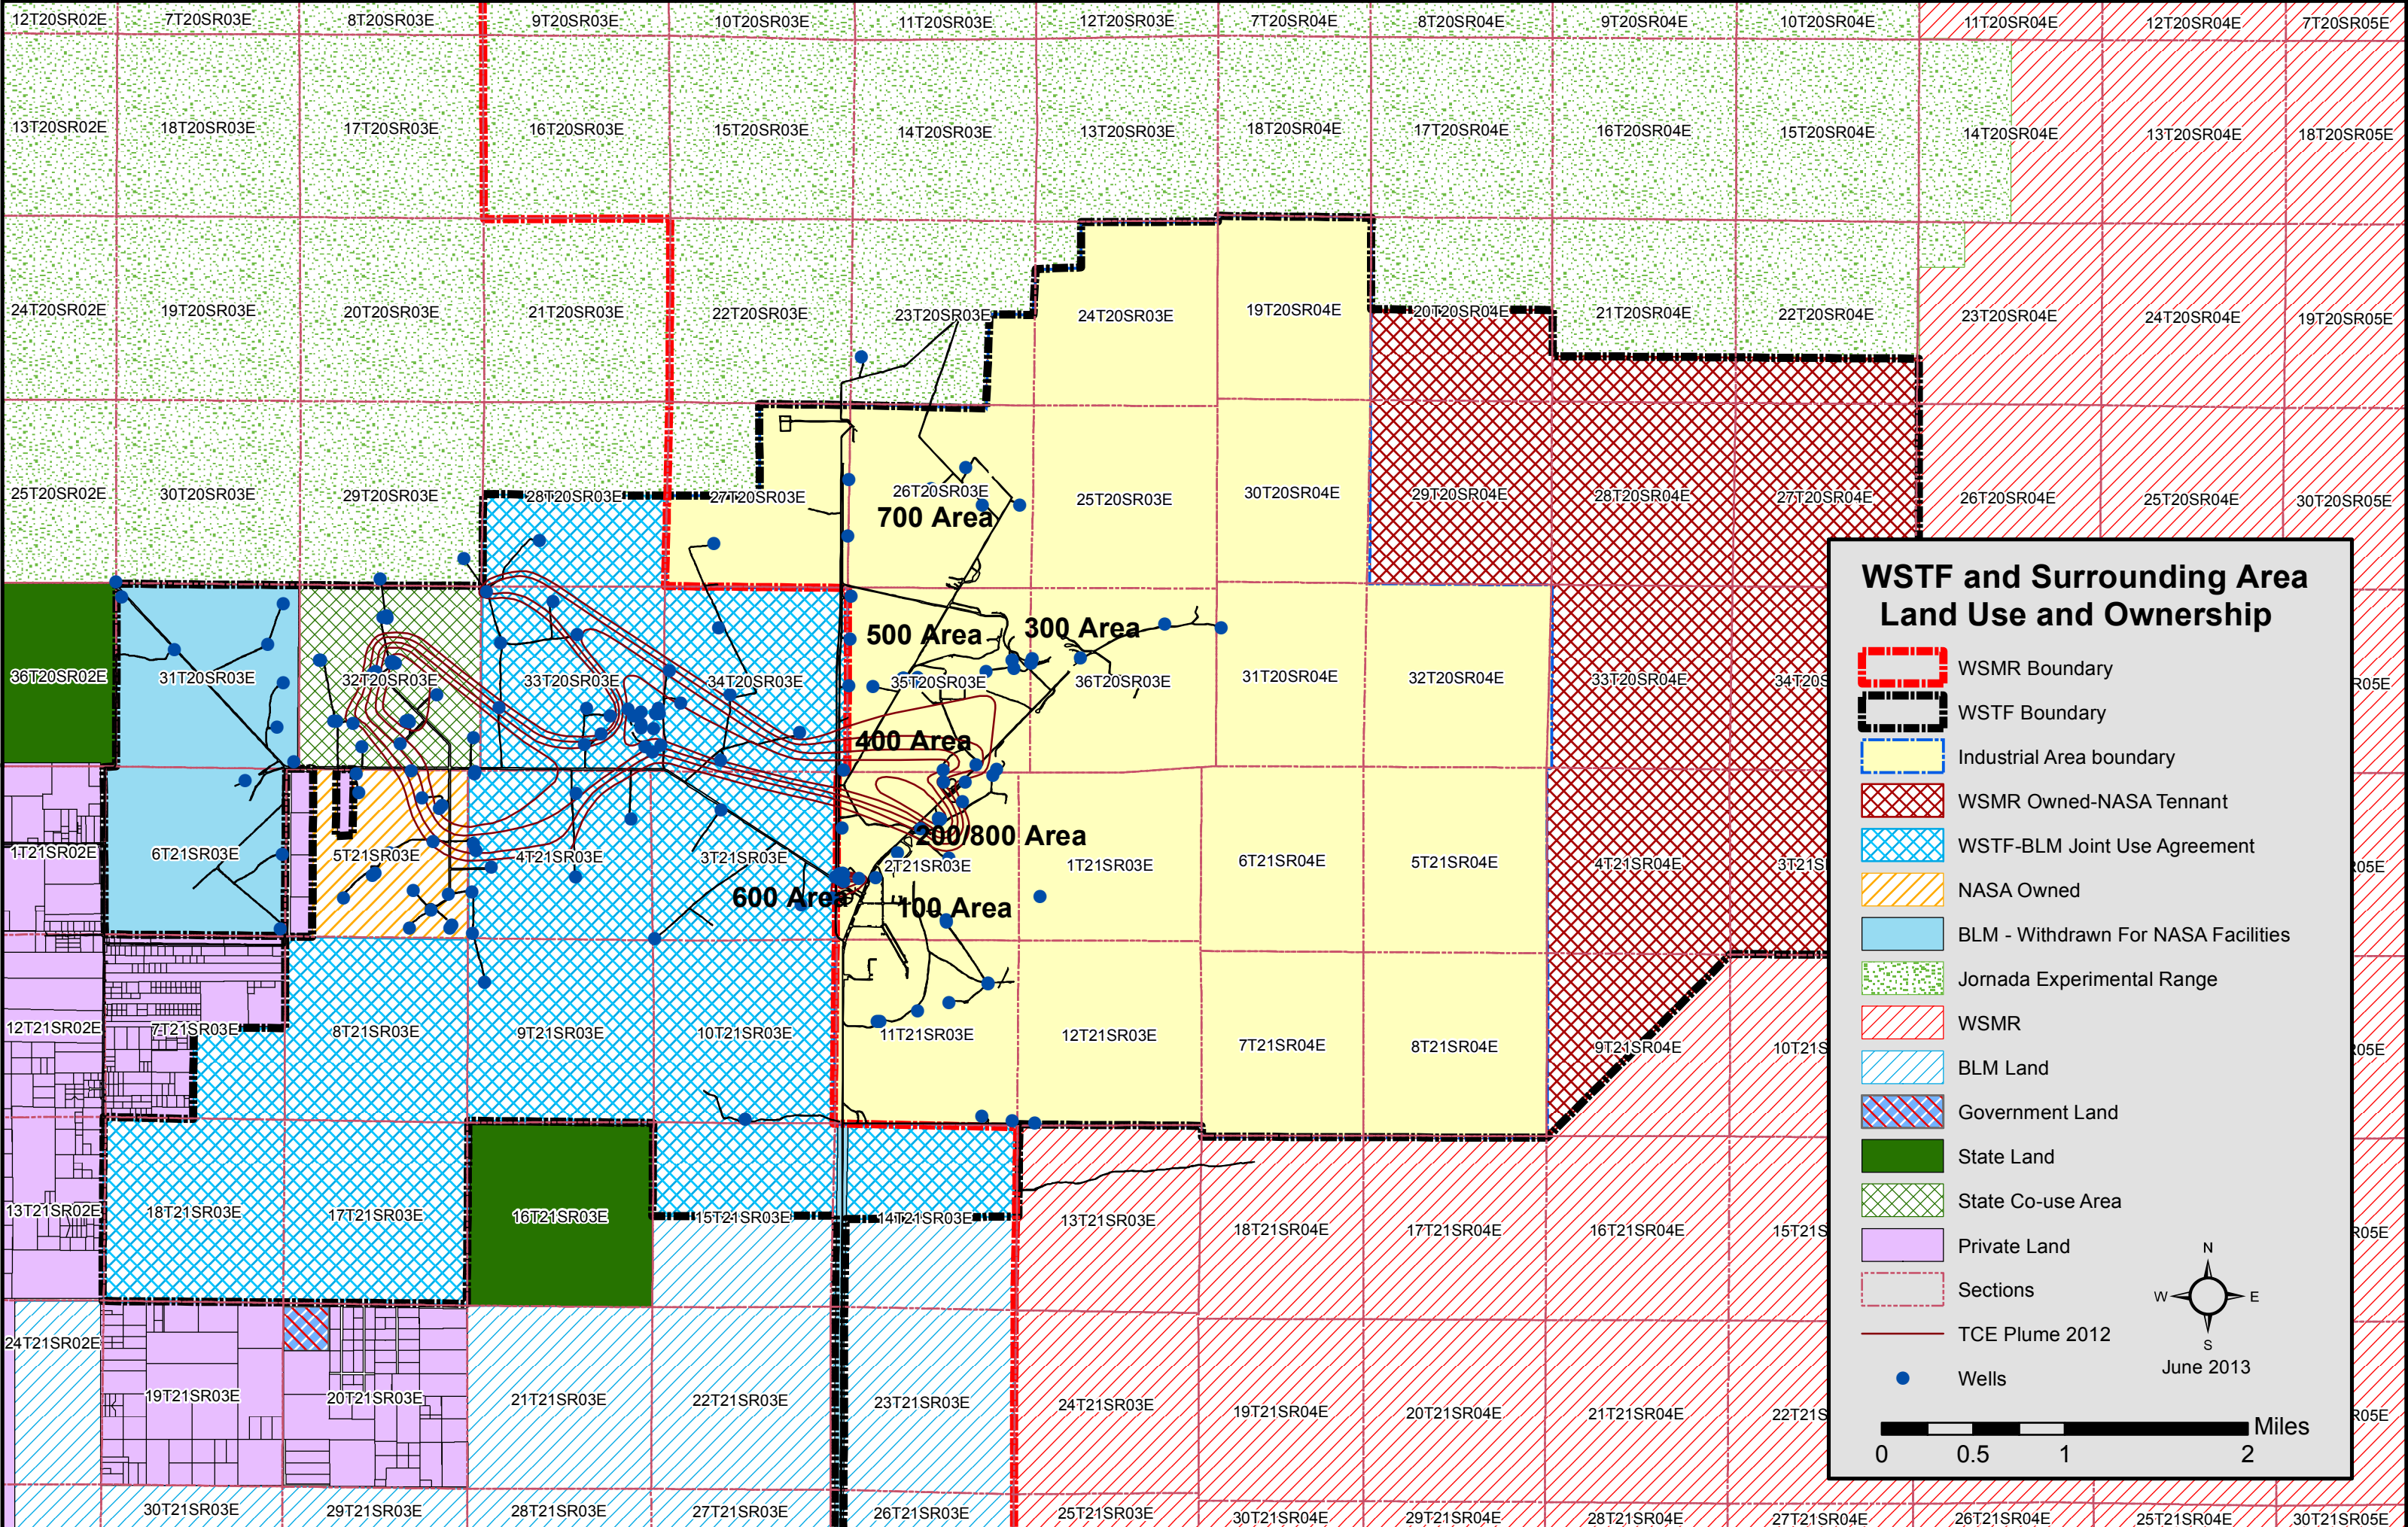 12T20SR02E 7T20SR03E 8T20SR03E 9T20SR03E 10T20SR03E 11T20SR03E 12T20SR03E 7T20SR04E 8T20SR04E 9T20SR04E 10T20SR04E 11T20SR04E 12T20SR04E 7T20SR05E
13T20SR02E 18T20SR03E 17T20SR03E 16T20SR03E 15T20SR03E 14T20SR03E 13T20SR03E 18T20SR04E 17T20SR04E 16T20SR04E 15T20SR04E 14T20SR04E 13T20SR04E 18T20SR05E
24T20SR02E 19T20SR03E 20T20SR03E 21T20SR03E 22T20SR03E 23T20SR03E 24T20SR03E 19T20SR04E 20T20SR04E 21T20SR04E 22T20SR04E 23T20SR04E 24T20SR04E 19T20SR05E
25T20SR02E 30T20SR03E 29T20SR03E 28T20SR03E 27T20SR03E 26T20SR03E 25T20SR03E 30T20SR04E 29T20SR04E 28T20SR04E 27T20SR04E 26T20SR04E 25T20SR04E 30T20SR05E
700 Area
500 Area 300 Area
36T20SR02E 31T20SR03E 32T20SR03E 33T20SR03E 34T20SR03E 35T20SR03E 36T20SR03E 31T20SR04E 32T20SR04E 33T20SR04E 34T20S R05E
400 Area
200/800 Area
1T21SR02E 6T21SR03E 5T21SR03E 4T21SR03E 3T21SR03E 2T21SR03E 1T21SR03E 6T21SR04E 5T21SR04E 4T21SR04E 3T21S R05E
600 Area 100 Area
12T21SR02E 7T21SR03E 8T21SR03E 9T21SR03E 10T21SR03E 11T21SR03E 12T21SR03E 7T21SR04E 8T21SR04E 9T21SR04E 10T21S R05E
13T21SR02E 18T21SR03E 17T21SR03E 16T21SR03E 15T21SR03E 14T21SR03E 13T21SR03E 18T21SR04E 17T21SR04E 16T21SR04E 15T21S R05E
24T21SR02E 19T21SR03E 20T21SR03E 21T21SR03E 22T21SR03E 23T21SR03E 24T21SR03E 19T21SR04E 20T21SR04E 21T21SR04E 22T21S R05E
30T21SR03E 29T21SR03E 28T21SR03E 27T21SR03E 26T21SR03E 25T21SR03E 30T21SR04E 29T21SR04E 28T21SR04E 27T21SR04E 26T21SR04E 25T21SR04E 30T21SR05E
WSTF and Surrounding Area
Land Use and Ownership
WSMR Boundary
WSTF Boundary
Industrial Area boundary
WSMR Owned-NASA Tennant
WSTF-BLM Joint Use Agreement
NASA Owned
BLM - Withdrawn For NASA Facilities
Jornada Experimental Range
WSMR
BLM Land
Government Land
State Land
State Co-use Area
Private Land
Sections
TCE Plume 2012
Wells
N
W E
S
June 2013
Miles
0 0.5 1 2